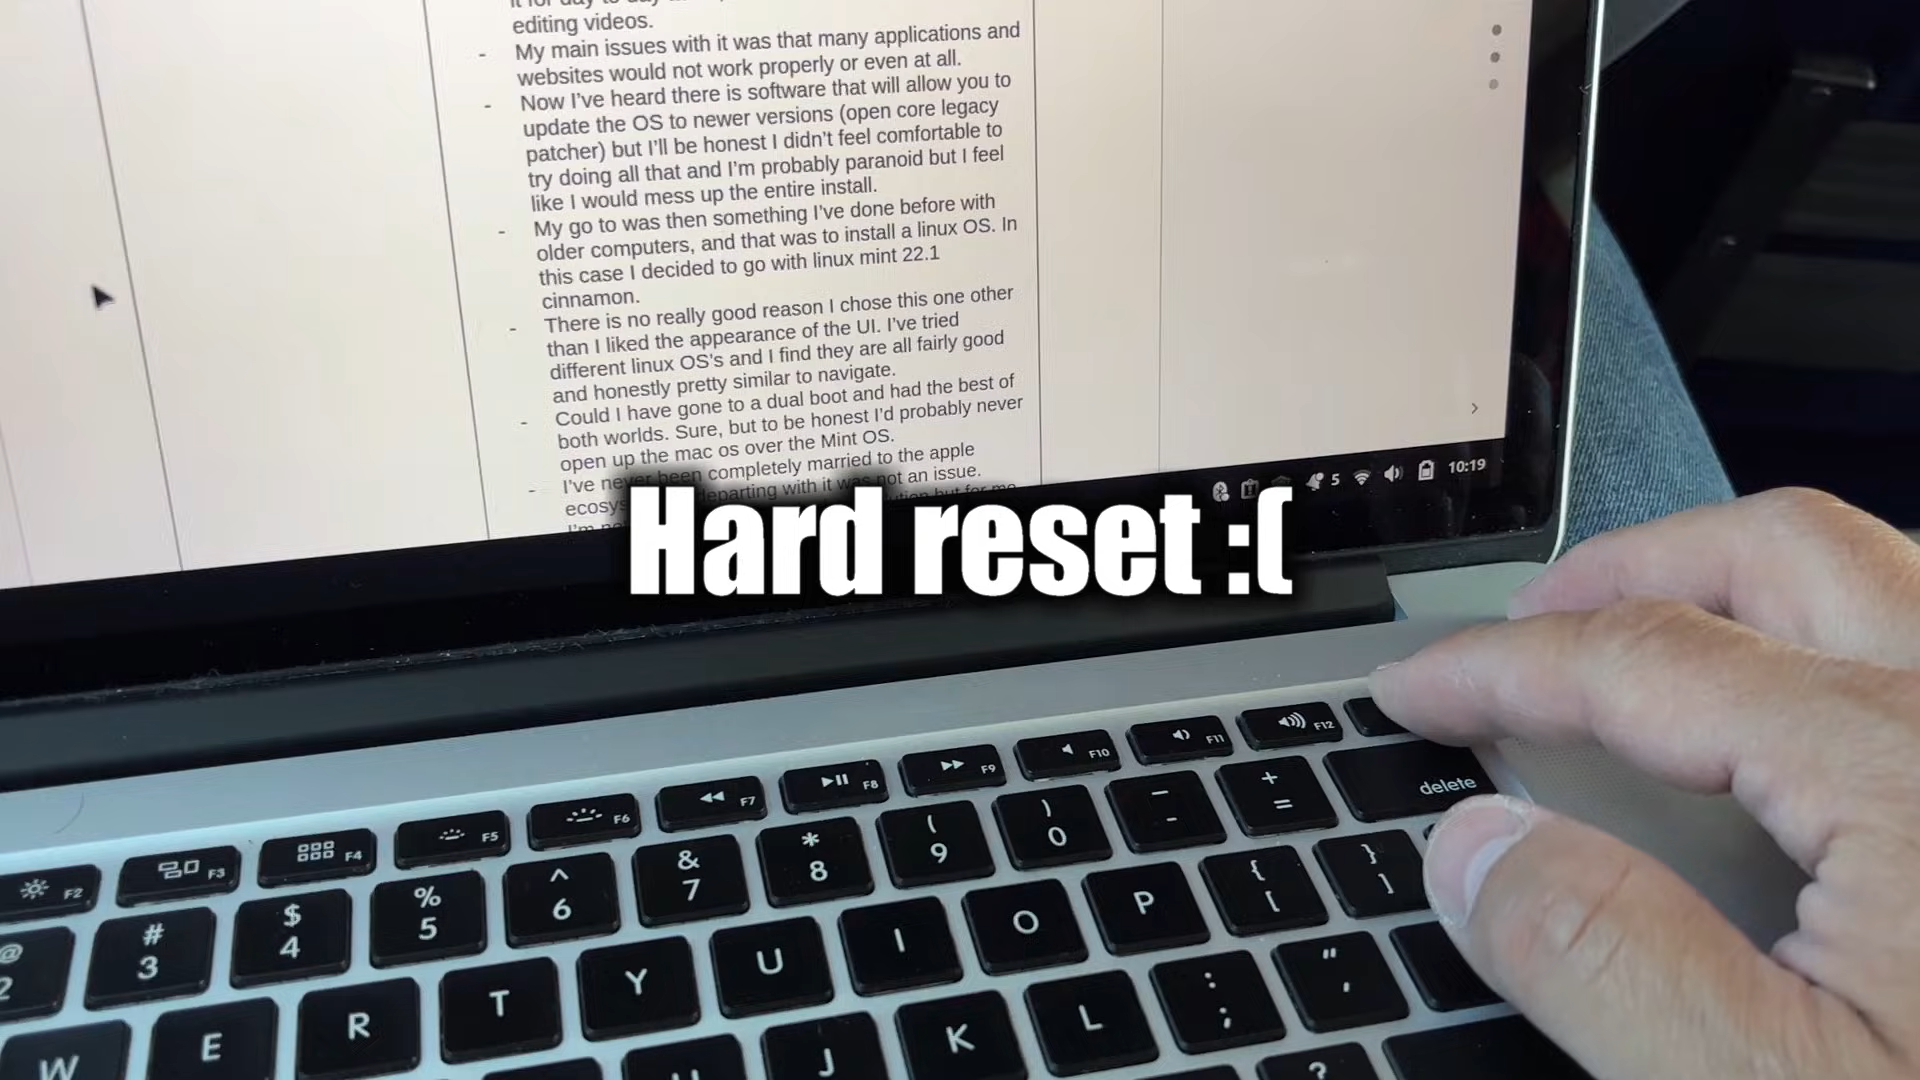 editing videos.
- My main issues with it was that many applications and
websites would not work properly or even at all.
- Now I've heard there is software that will allow you to
update the OS to newer versions (open core legacy
patcher) but I'll be honest I didn't feel comfortable to
try doing all that and I'm probably paranoid but I feel
like I would mess up the entire install.
- My go to was then something I've done before with
older computers, and that was to install a linux OS. In
this case I decided to go with linux mint 22.1
cinnamon.
- There is no really good reason I chose this one other
than I liked the appearance of the UI. I've tried
different linux OS's and I find they are all fairly good
and honestly pretty similar to navigate.
- Could I have gone to a dual boot and had the best of
both worlds. Sure, but to be honest I'd probably never
open up the mac os over the Mint OS.
- I've never been completely married to the apple
departing with it was not an issue.
5 10:19
Hard reset :(
F2 F3 F4 F5 F6 F7 F8 F9 F10 F11 F12
@ 2 # 3 $ 4 % 5 ^ 6 & 7 * 8 ( 9 ) 0 _ - + = delete
W E R T Y U I O P { [ } ]
J K L : ; " '
?